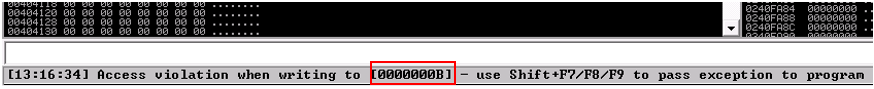 00404118 00 00 00 00 00 00 00 00 ........
00404120 00 00 00 00 00 00 00 00 ........
00404128 00 00 00 00 00 00 00 00 ........
00404130 00 00 00 00 00 00 00 00 ........
0240FA84 00000000
0240FA88 00000000
0240FA8C 00000000
[13:16:34] Access violation when writing to [0000000B] - use Shift+F7/F8/F9 to pass exception to program